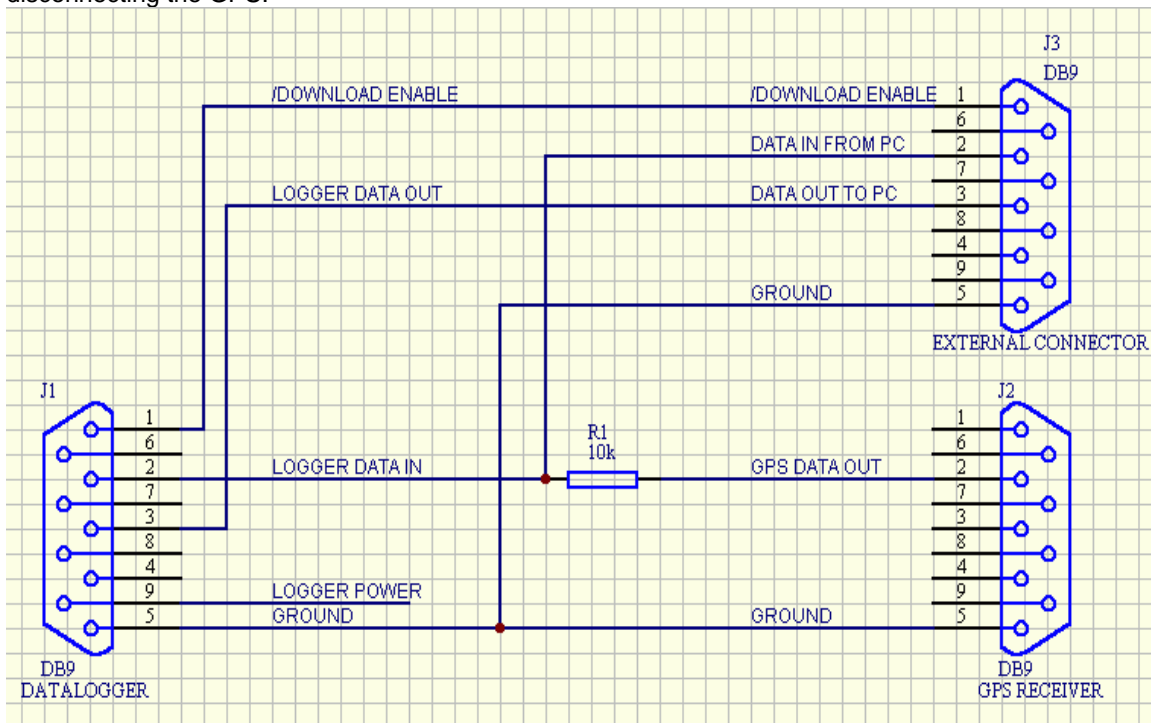 disconnecting the GPS.
J3
DB9
/DOWNLOAD ENABLE
/DOWNLOAD ENABLE
1
6
DATA IN FROM PC
2
7
LOGGER DATA OUT
DATA OUT TO PC
3
8
4
9
GROUND
5
EXTERNAL CONNECTOR
J1
J2
1
6
LOGGER DATA IN
2
7
3
8
4
LOGGER POWER
9
GROUND
5
R1
10k
1
6
GPS DATA OUT
2
7
3
8
4
9
GROUND
5
DB9
DATALOGGER
DB9
GPS RECEIVER